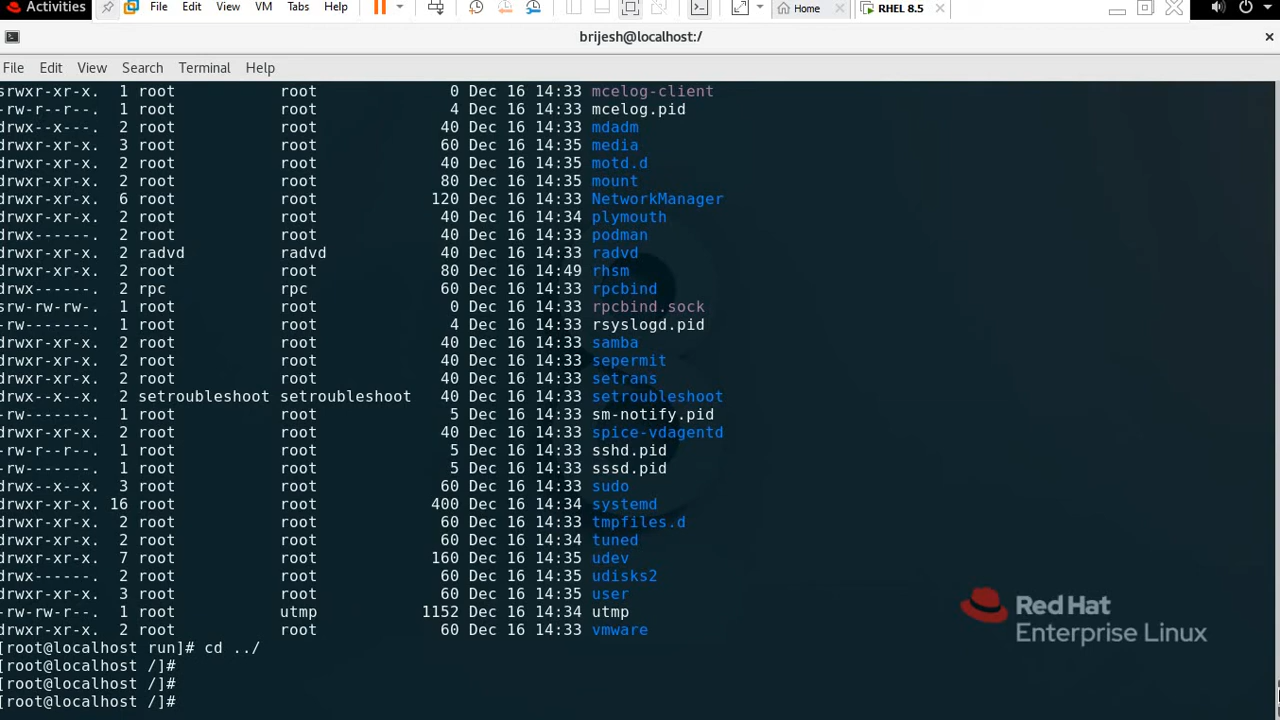 Activities File Edit View VM Tabs Help Home RHEL 8.5
brijesh@localhost:/
File Edit View Search Terminal Help
srwxr-xr-x. 1 root root 0 Dec 16 14:33 mcelog-client
-rw-r--r--. 1 root root 4 Dec 16 14:33 mcelog.pid
drwx--x---. 2 root root 40 Dec 16 14:33 mdadm
drwxr-xr-x. 3 root root 60 Dec 16 14:35 media
drwxr-xr-x. 2 root root 40 Dec 16 14:35 motd.d
drwxr-xr-x. 2 root root 80 Dec 16 14:35 mount
drwxr-xr-x. 6 root root 120 Dec 16 14:33 NetworkManager
drwxr-xr-x. 2 root root 40 Dec 16 14:34 plymouth
drwx------. 2 root root 40 Dec 16 14:33 podman
drwxr-xr-x. 2 radvd radvd 40 Dec 16 14:33 radvd
drwxr-xr-x. 2 root root 80 Dec 16 14:49 rhsm
drwx------. 2 rpc rpc 60 Dec 16 14:33 rpcbind
srw-rw-rw-. 1 root root 0 Dec 16 14:33 rpcbind.sock
-rw-------. 1 root root 4 Dec 16 14:33 rsyslogd.pid
drwxr-xr-x. 2 root root 40 Dec 16 14:33 samba
drwxr-xr-x. 2 root root 40 Dec 16 14:33 sepermit
drwxr-xr-x. 2 root root 40 Dec 16 14:33 setrans
drwx--x--x. 2 setroubleshoot setroubleshoot 40 Dec 16 14:33 setroubleshoot
-rw-------. 1 root root 5 Dec 16 14:33 sm-notify.pid
drwxr-xr-x. 2 root root 40 Dec 16 14:33 spice-vdagentd
-rw-r--r--. 1 root root 5 Dec 16 14:33 sshd.pid
-rw-------. 1 root root 5 Dec 16 14:33 sssd.pid
drwx--x--x. 3 root root 60 Dec 16 14:33 sudo
drwxr-xr-x. 16 root root 400 Dec 16 14:34 systemd
drwxr-xr-x. 2 root root 60 Dec 16 14:33 tmpfiles.d
drwxr-xr-x. 2 root root 60 Dec 16 14:34 tuned
drwxr-xr-x. 7 root root 160 Dec 16 14:35 udev
drwx------. 2 root root 60 Dec 16 14:35 udisks2
drwxr-xr-x. 3 root root 60 Dec 16 14:35 user
-rw-rw-r--. 1 root utmp 1152 Dec 16 14:34 utmp
drwxr-xr-x. 2 root root 60 Dec 16 14:33 vmware
[root@localhost run]# cd ../
[root@localhost /]#
[root@localhost /]#
[root@localhost /]#
Red Hat
Enterprise Linux